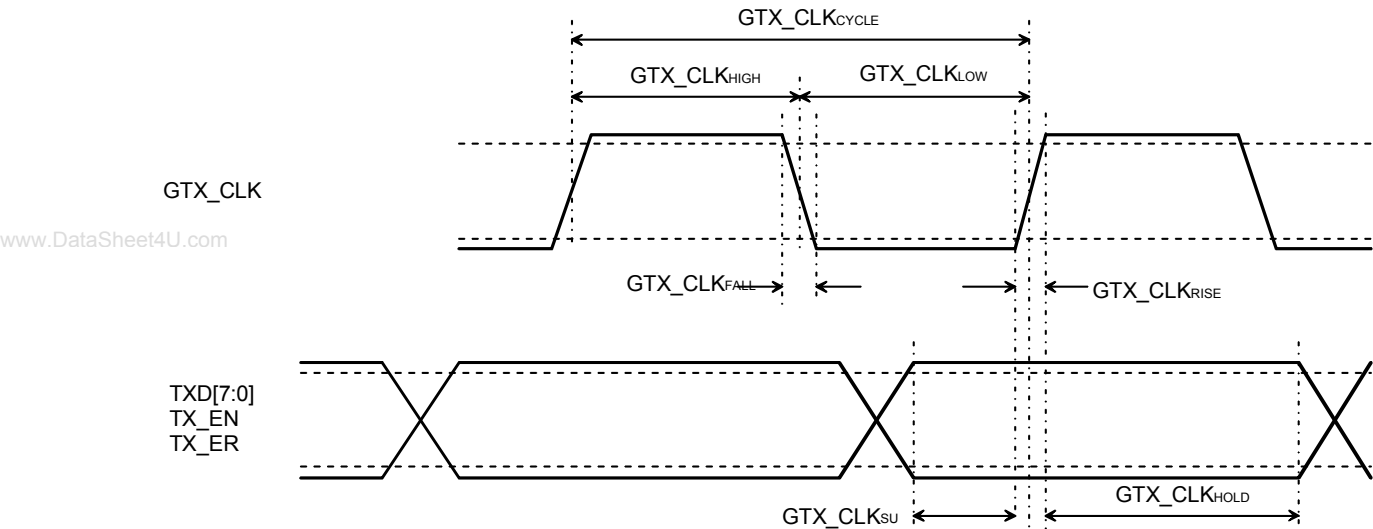 GTX_CLKCYCLE
GTX_CLKHIGH
GTX_CLKLOW
GTX_CLK
www.DataSheet4U.com
GTX_CLKFALL
GTX_CLKRISE
TXD[7:0]
TX_EN
TX_ER
GTX_CLKHOLD
GTX_CLKSU